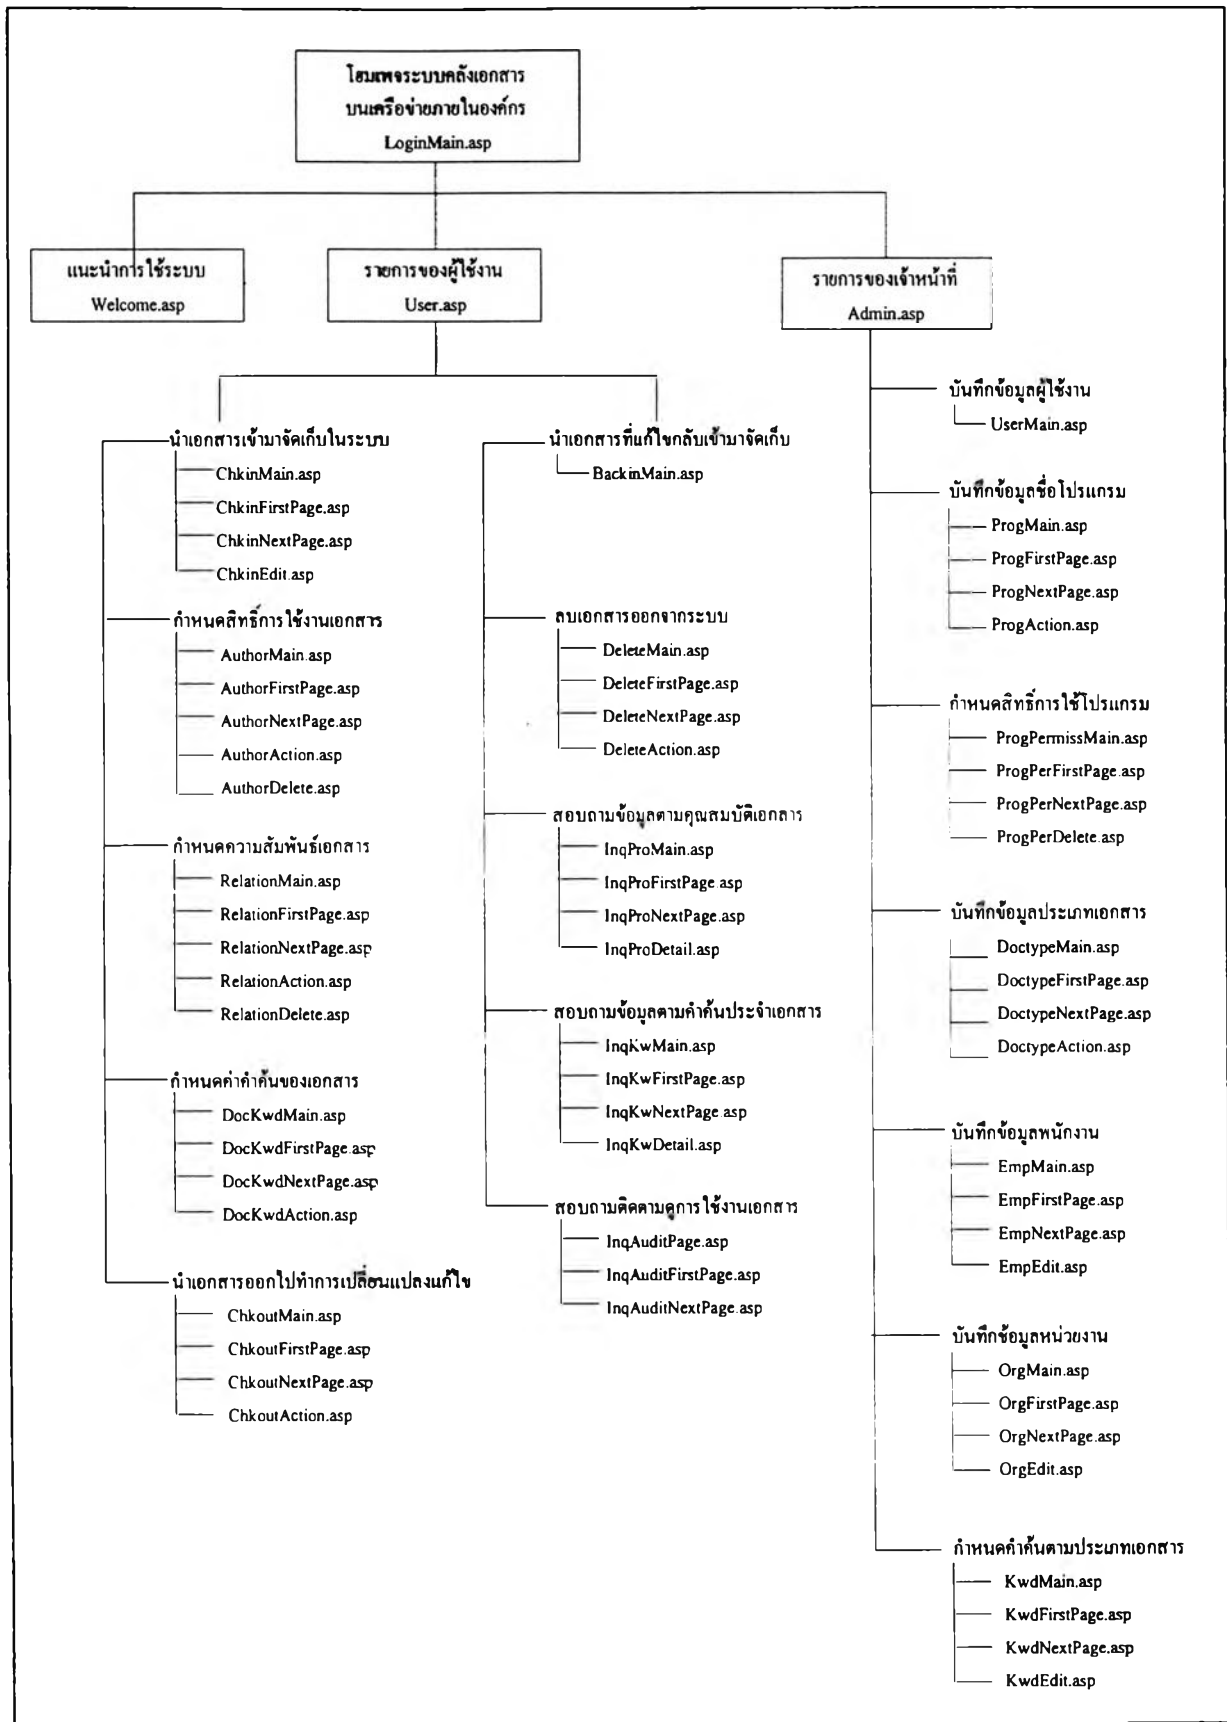 โฮมเพจระบบคลังเอกสาร
บนเครือข่ายภายในองค์กร
LoginMain.asp
แนะนำการใช้ระบบ
Welcome.asp
รายการของผู้ใช้งาน
User.asp
รายการของเจ้าหน้าที่
Admin.asp
นำเอกสารเข้ามาจัดเก็บในระบบ
ChkinMain.asp
ChkinFirstPage.asp
ChkinNextPage.asp
ChkinEdit.asp
กำหนดสิทธิ์การใช้งานเอกสาร
AuthorMain.asp
AuthorFirstPage.asp
AuthorNextPage.asp
AuthorAction.asp
AuthorDelete.asp
กำหนดความสัมพันธ์เอกสาร
RelationMain.asp
RelationFirstPage.asp
RelationNextPage.asp
RelationAction.asp
RelationDelete.asp
กำหนดค่าคำค้นของเอกสาร
DocKwdMain.asp
DocKwdFirstPage.asp
DocKwdNextPage.asp
DocKwdAction.asp
นำเอกสารออกไปทำการเปลี่ยนแปลงแก้ไข
ChkoutMain.asp
ChkoutFirstPage.asp
ChkoutNextPage.asp
ChkoutAction.asp
นำเอกสารที่แก้ไขกลับเข้ามาจัดเก็บ
BackinMain.asp
ลบเอกสารออกจากระบบ
DeleteMain.asp
DeleteFirstPage.asp
DeleteNextPage.asp
DeleteAction.asp
สอบถามข้อมูลตามคุณสมบัติเอกสาร
InqProMain.asp
InqProFirstPage.asp
InqProNextPage.asp
InqProDetail.asp
สอบถามข้อมูลตามคำค้นประจำเอกสาร
InqKwMain.asp
InqKwFirstPage.asp
InqKwNextPage.asp
InqKwDetail.asp
สอบถามติดตามดูการใช้งานเอกสาร
InqAuditPage.asp
InqAuditFirstPage.asp
InqAuditNextPage.asp
บันทึกข้อมูลผู้ใช้งาน
UserMain.asp
บันทึกข้อมูลชื่อโปรแกรม
ProgMain.asp
ProgFirstPage.asp
ProgNextPage.asp
ProgAction.asp
กำหนดสิทธิ์การใช้โปรแกรม
ProgPermissMain.asp
ProgPerFirstPage.asp
ProgPerNextPage.asp
ProgPerDelete.asp
บันทึกข้อมูลประเภทเอกสาร
DoctypeMain.asp
DoctypeFirstPage.asp
DoctypeNextPage.asp
DoctypeAction.asp
บันทึกข้อมูลพนักงาน
EmpMain.asp
EmpFirstPage.asp
EmpNextPage.asp
EmpEdit.asp
บันทึกข้อมูลหน่วยงาน
OrgMain.asp
OrgFirstPage.asp
OrgNextPage.asp
OrgEdit.asp
กำหนดคำค้นตามประเภทเอกสาร
KwdMain.asp
KwdFirstPage.asp
KwdNextPage.asp
KwdEdit.asp